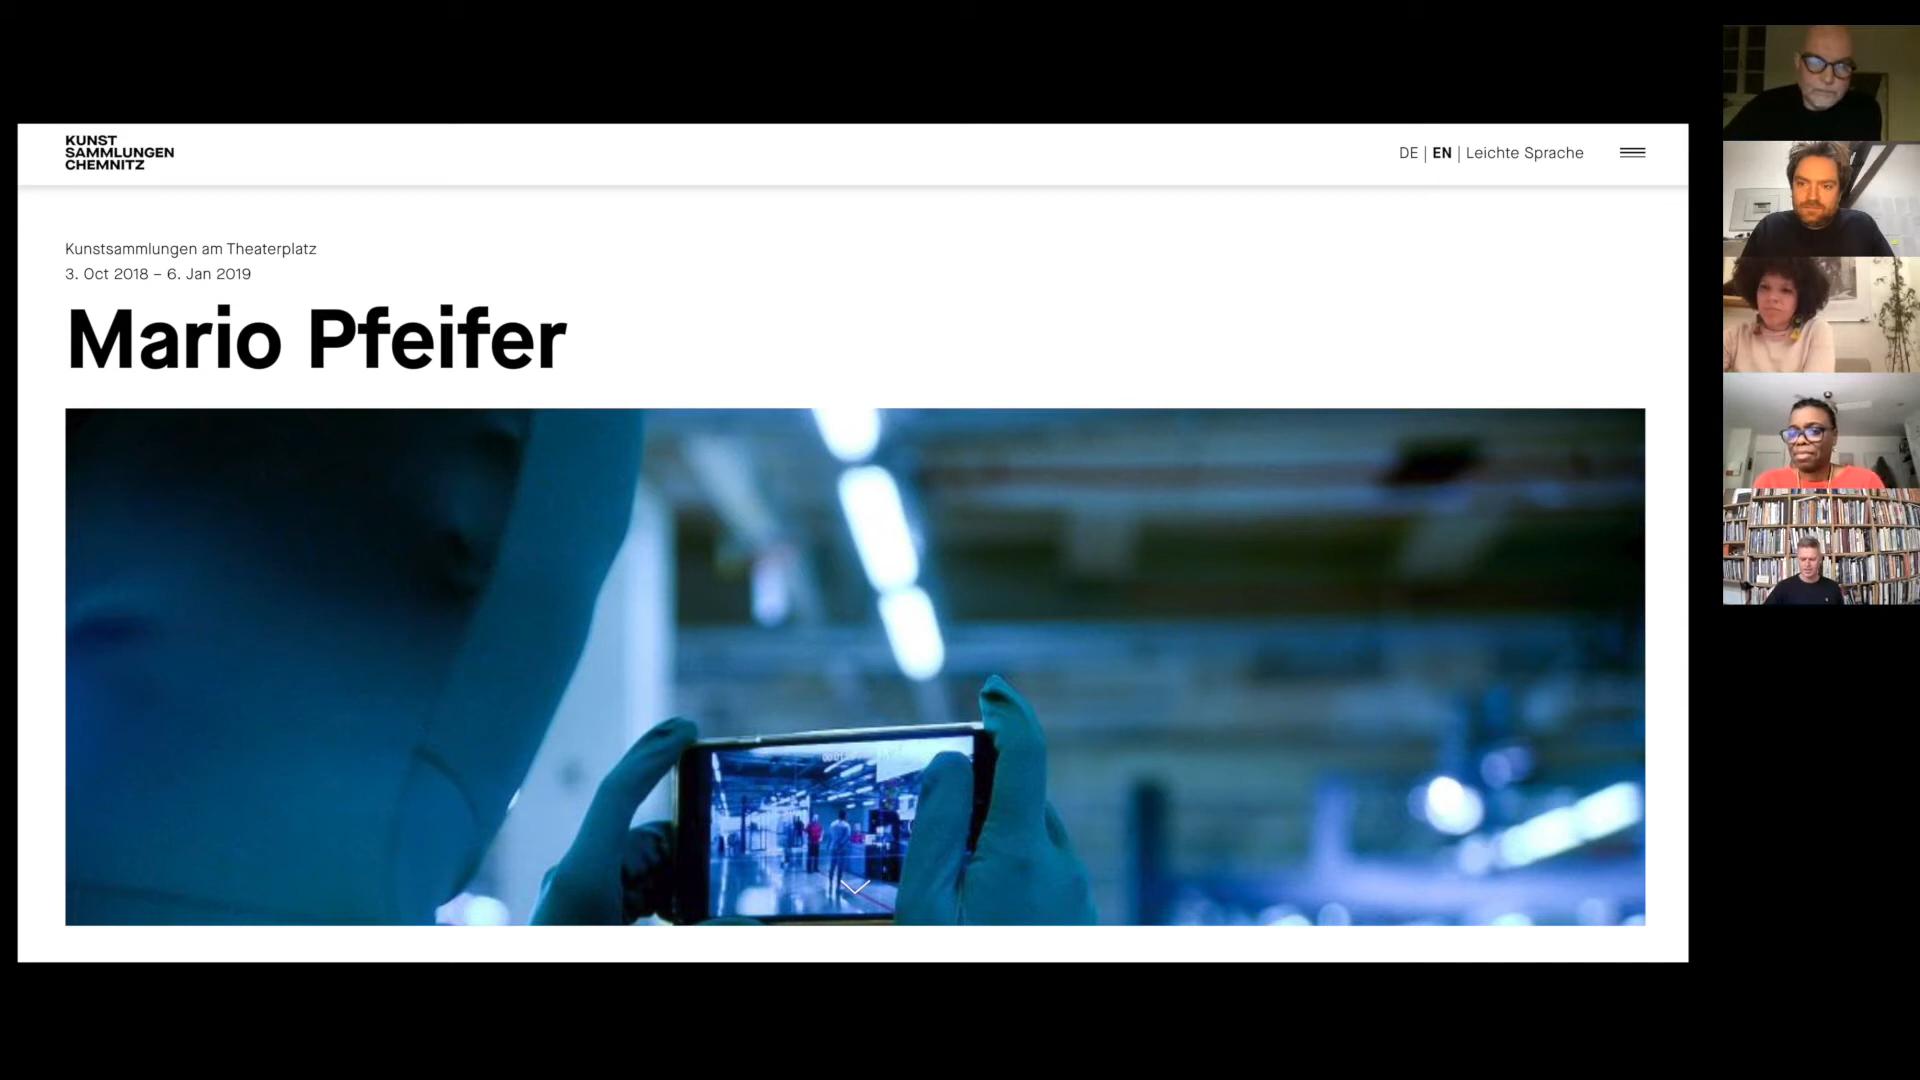 KUNST
SAMMLUNGEN
CHEMNITZ
DE | EN | Leichte Sprache
Kunstsammlungen am Theaterplatz
3. Oct 2018 – 6. Jan 2019
Mario Pfeifer